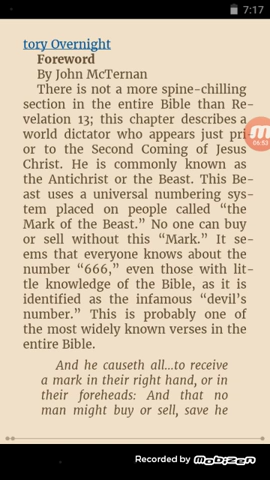 7:17
tory Overnight
Foreword
By John McTernan
There is not a more spine-chilling
section in the entire Bible than Re-
velation 13; this chapter describes a
world dictator who appears just pri-
or to the Second Coming of Jesus
Christ. He is commonly known as
the Antichrist or the Beast. This Be-
ast uses a universal numbering sys-
tem placed on people called “the
Mark of the Beast.” No one can buy
or sell without this “Mark.” It se-
ems that everyone knows about the
number “666,” even those with lit-
tle knowledge of the Bible, as it is
identified as the infamous “devil’s
number.” This is probably one of
the most widely known verses in the
entire Bible.
And he causeth all...to receive
a mark in their right hand, or in
their foreheads: And that no
man might buy or sell, save he
M
06:53
Recorded by Mobizen